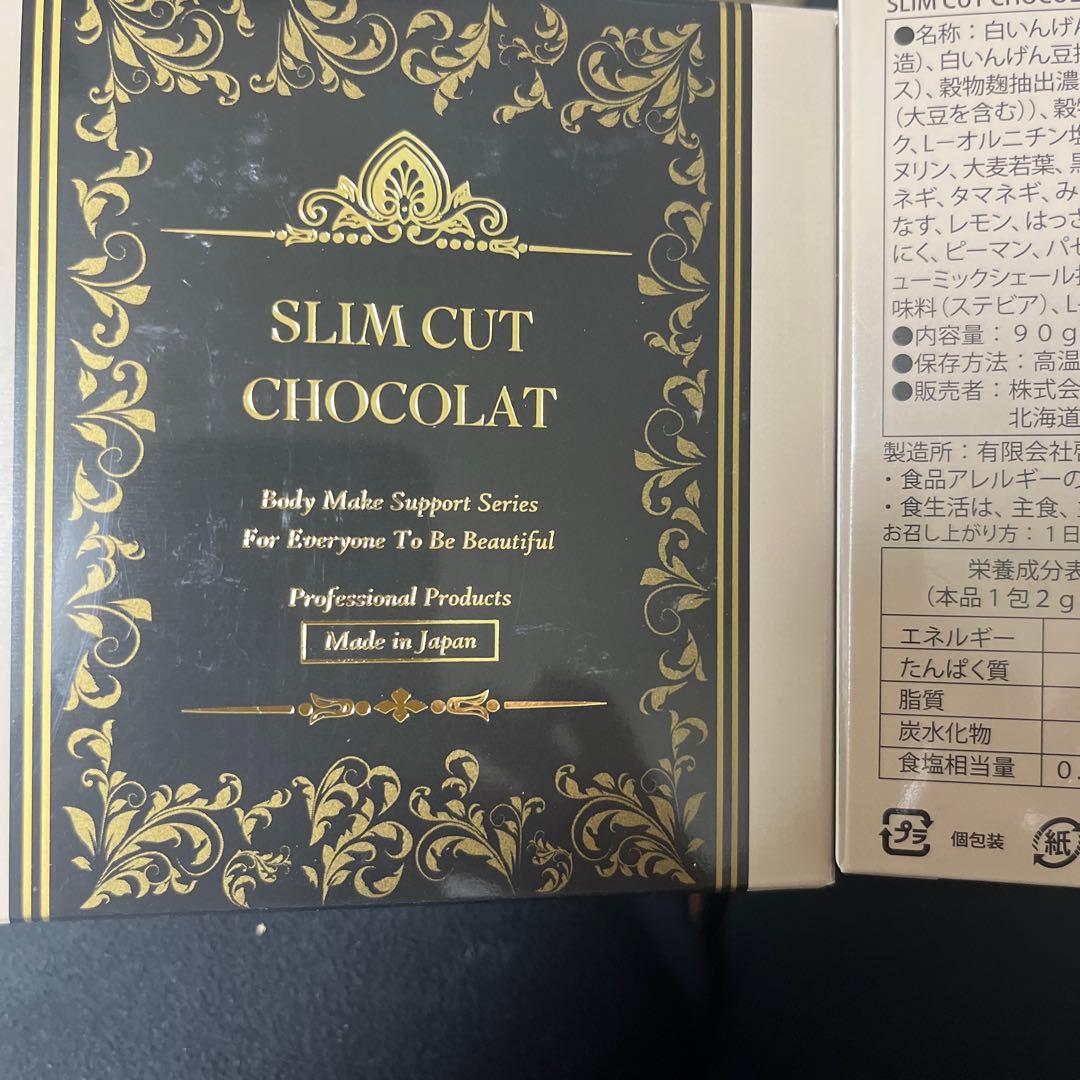 SLIM CUT
CHOCOLAT
Body Make Support Series
For Everyone To Be Beautiful
Professional Products
Made in Japan
SLIM CUT CHOCOL
●名称：白いんげん
造）、白いんげん豆
ス）、穀物麹抽出濃
（大豆を含む））、穀
ク、L－オルニチン塩
ヌリン、大麦若葉、
ネギ、タマネギ、み
なす、レモン、はっさ
にく、ピーマン、パセ
ューミックシェール
味料（ステビア）、L
●内容量：９０ｇ
●保存方法：高温
●販売者：株式会
北海道
製造所：有限会社
・食品アレルギーの
・食生活は、主食、
お召し上がり方：１日
栄養成分表
（本品１包２ｇ
エネルギー
たんぱく質
脂質
炭水化物
食塩相当量 ０.
プラ 個包装 紙